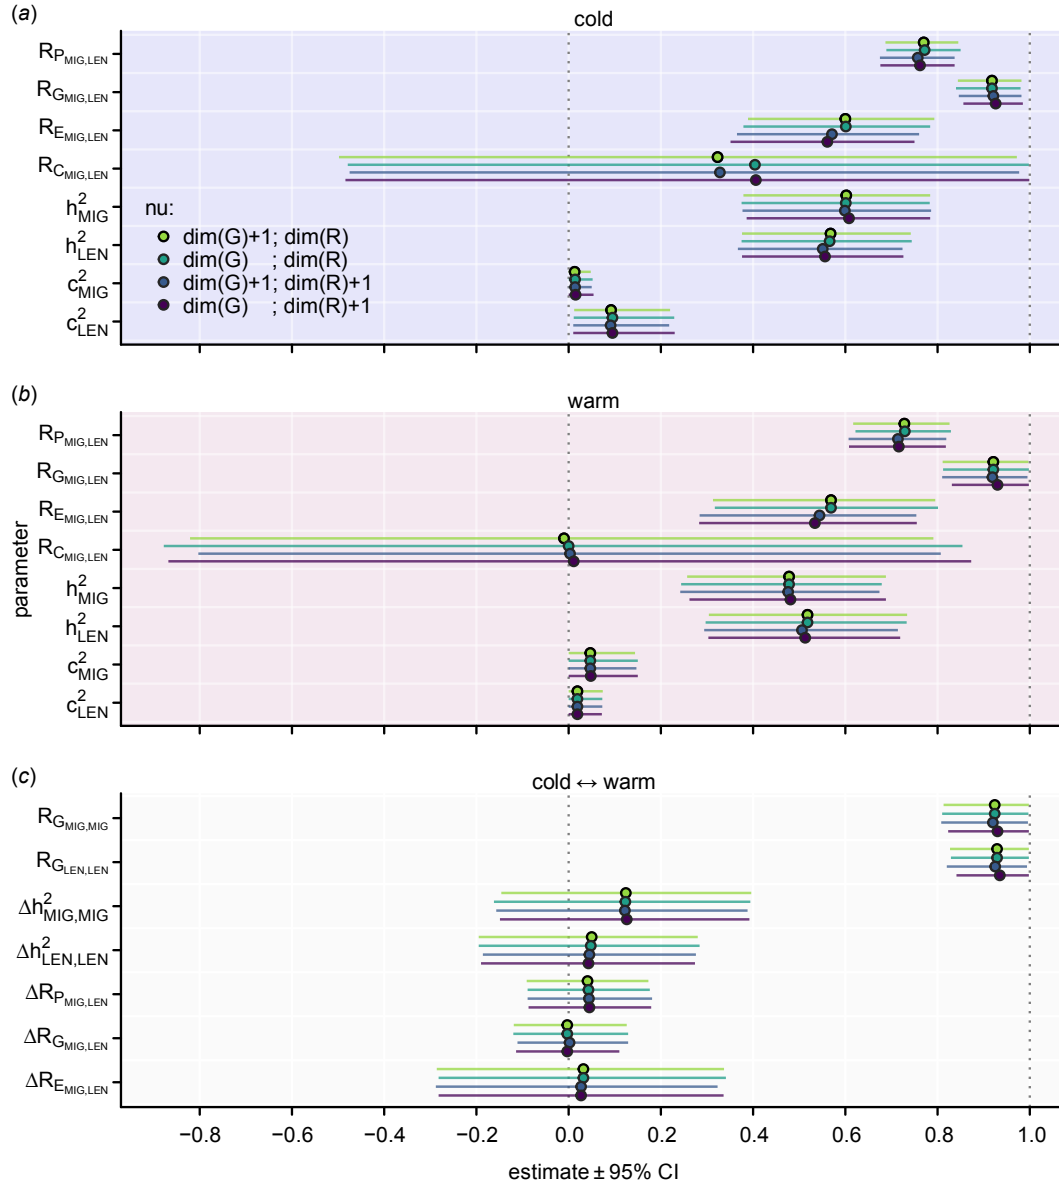 (a)
cold
R_P_MIG,LEN
R_G_MIG,LEN
R_E_MIG,LEN
R_C_MIG,LEN
h²_MIG
h²_LEN
c²_MIG
c²_LEN
nu:
dim(G)+1; dim(R)
dim(G) ; dim(R)
dim(G)+1; dim(R)+1
dim(G) ; dim(R)+1
(b)
warm
parameter
R_P_MIG,LEN
R_G_MIG,LEN
R_E_MIG,LEN
R_C_MIG,LEN
h²_MIG
h²_LEN
c²_MIG
c²_LEN
(c)
cold ↔ warm
R_G_MIG,MIG
R_G_LEN,LEN
Δh²_MIG,MIG
Δh²_LEN,LEN
ΔR_P_MIG,LEN
ΔR_G_MIG,LEN
ΔR_E_MIG,LEN
−0.8 −0.6 −0.4 −0.2 0.0 0.2 0.4 0.6 0.8 1.0
estimate ± 95% CI